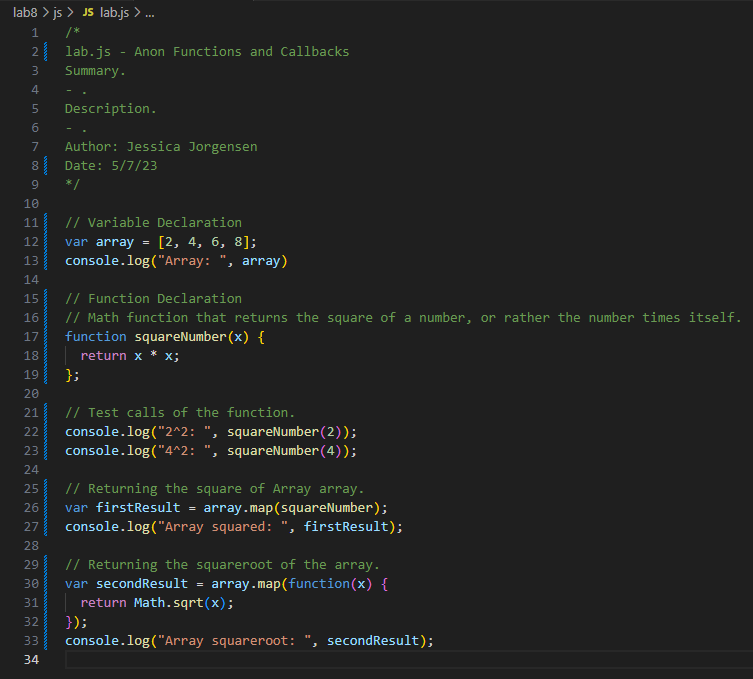 lab8 > js > JS lab.js > ...
1 /*
2 lab.js - Anon Functions and Callbacks
3 Summary.
4 - .
5 Description.
6 - .
7 Author: Jessica Jorgensen
8 Date: 5/7/23
9 */
10
11 // Variable Declaration
12 var array = [2, 4, 6, 8];
13 console.log("Array: ", array)
14
15 // Function Declaration
16 // Math function that returns the square of a number, or rather the number times itself.
17 function squareNumber(x) {
18   return x * x;
19 };
20
21 // Test calls of the function.
22 console.log("2^2: ", squareNumber(2));
23 console.log("4^2: ", squareNumber(4));
24
25 // Returning the square of Array array.
26 var firstResult = array.map(squareNumber);
27 console.log("Array squared: ", firstResult);
28
29 // Returning the squareroot of the array.
30 var secondResult = array.map(function(x) {
31   return Math.sqrt(x);
32 });
33 console.log("Array squareroot: ", secondResult);
34